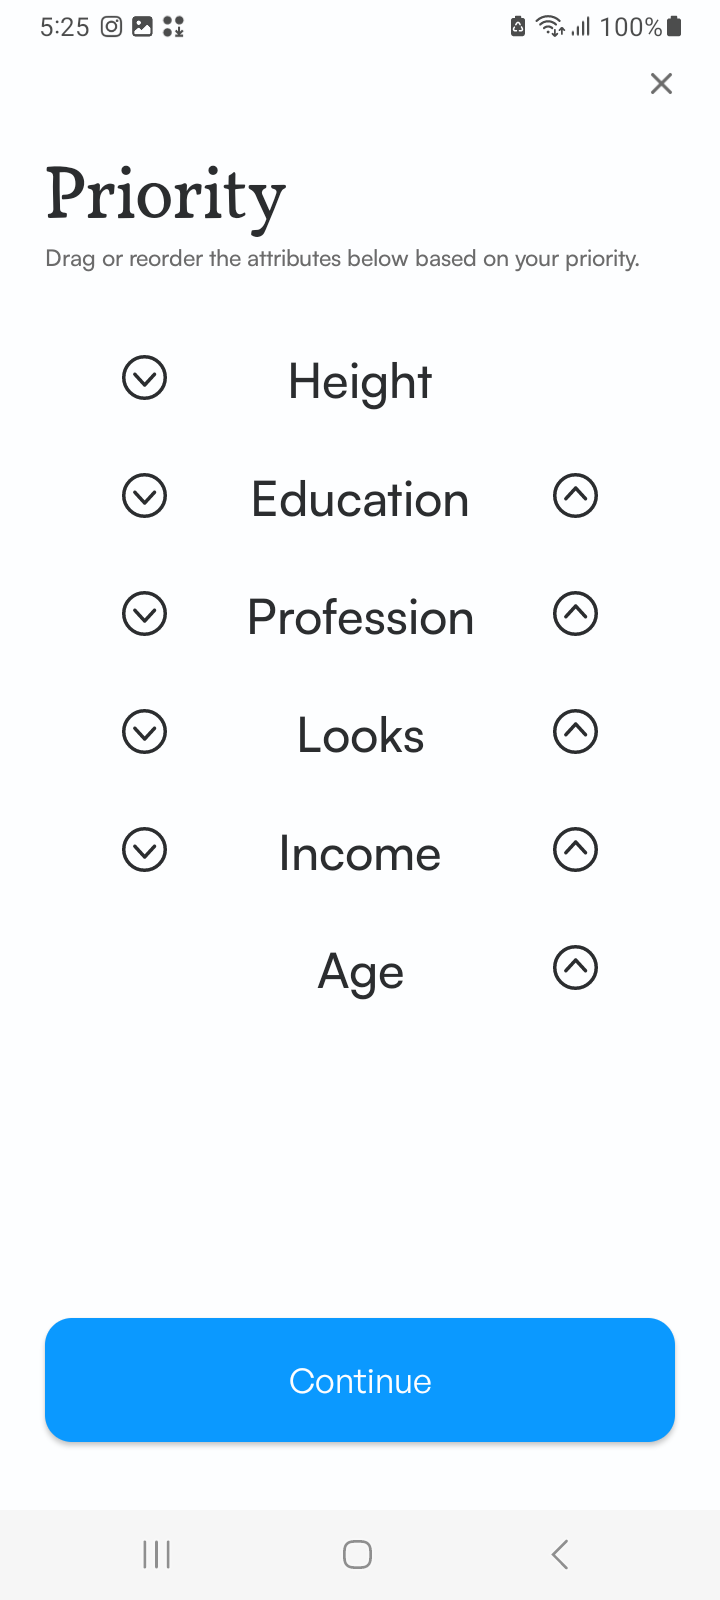 5:25 100%
Priority
Drag or reorder the attributes below based on your priority.
Height
Education
Profession
Looks
Income
Age
Continue